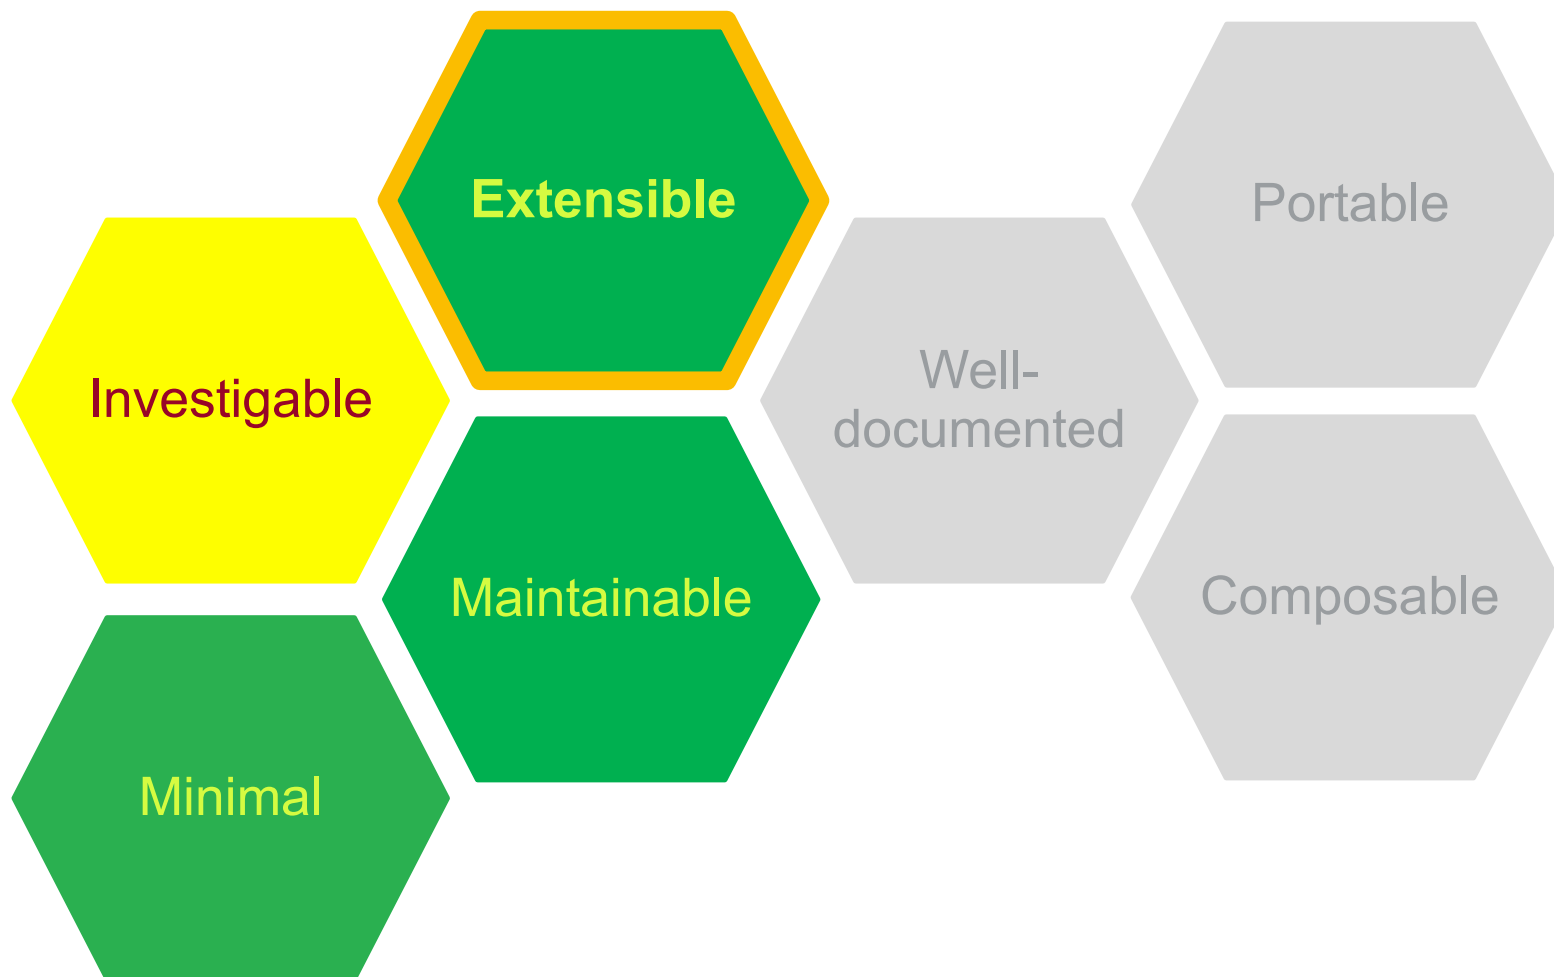 Extensible
Portable
Investigable
Well-
documented
Maintainable
Composable
Minimal